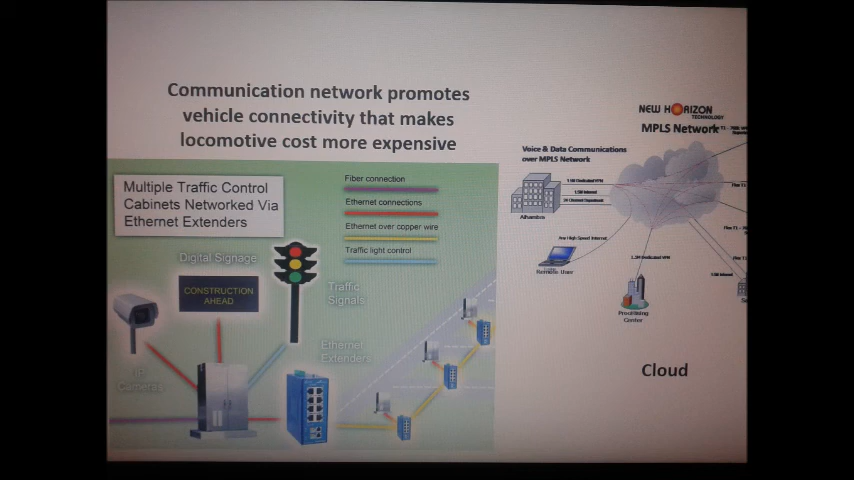 Communication network promotes
vehicle connectivity that makes
locomotive cost more expensive
Multiple Traffic Control
Cabinets Networked Via
Ethernet Extenders
Fiber connection
Ethernet connections
Ethernet over copper wire
Traffic light control
Digital Signage
CONSTRUCTION
AHEAD
Traffic
Signals
Ethernet
Extenders
IP
Cameras
NEW HORIZON
TECHNOLOGY
MPLS Network
Voice & Data Communications
over MPLS Network
Alhambra
Remote User
Center
Cloud